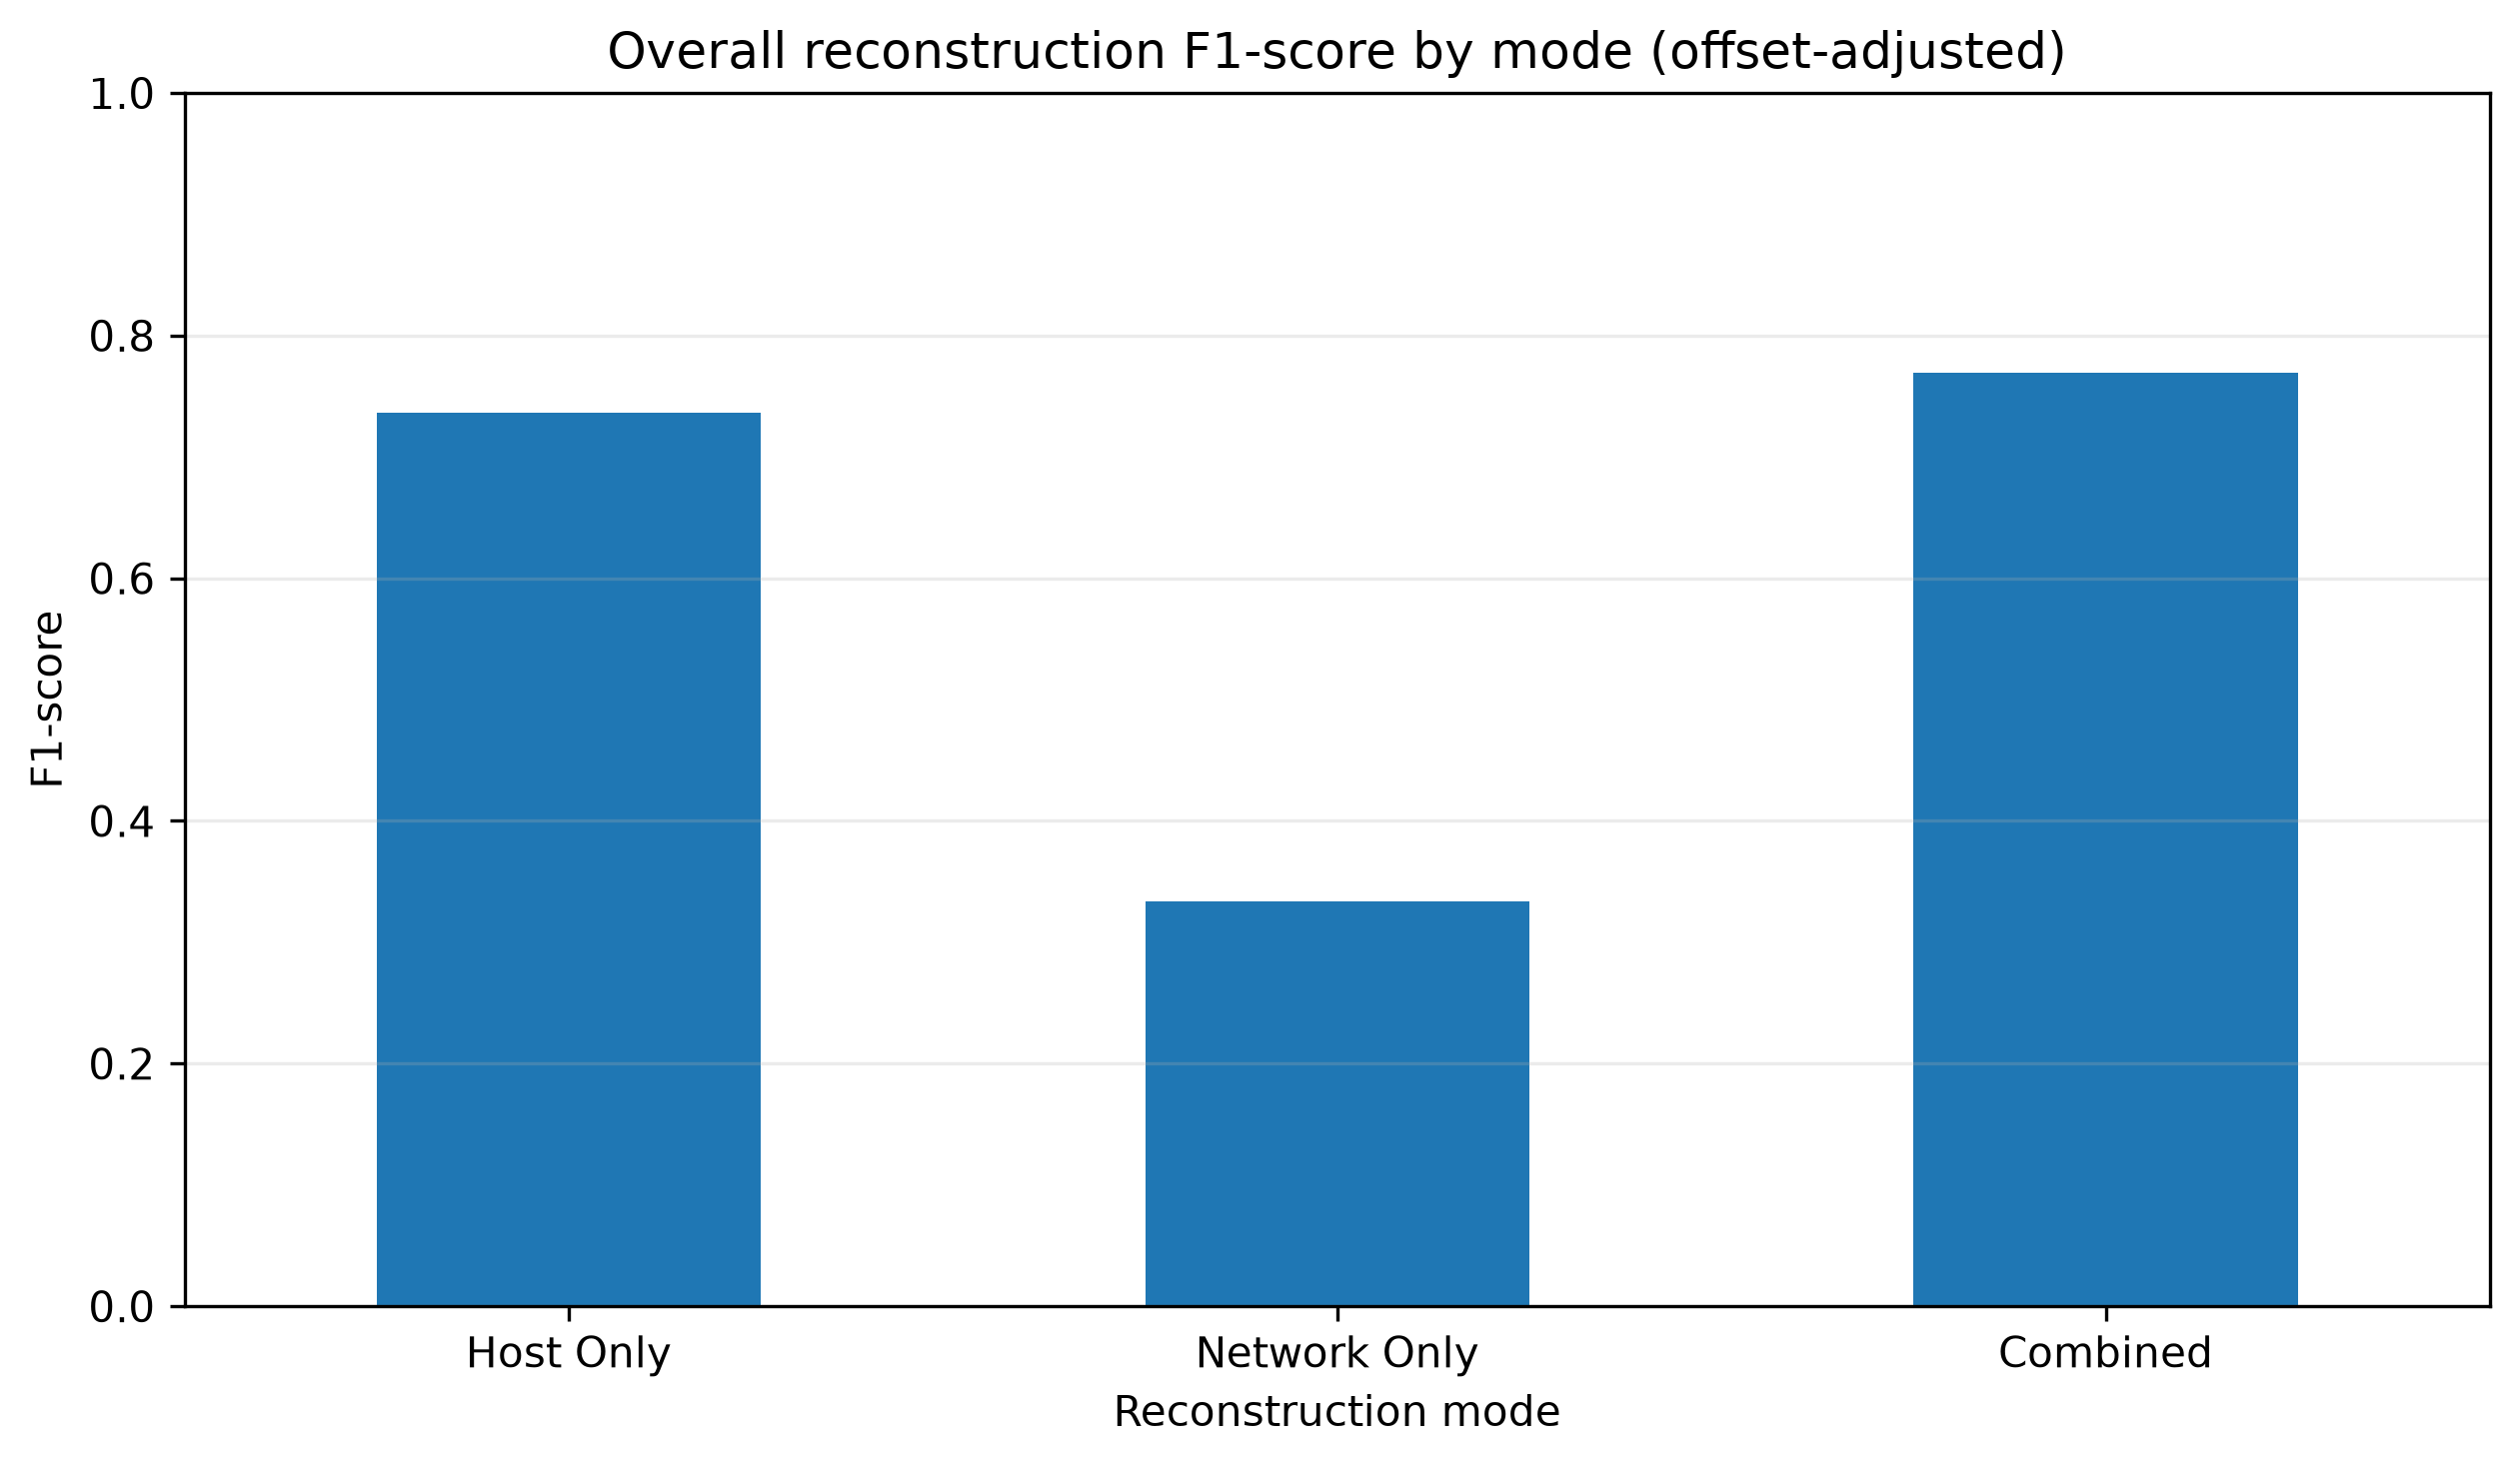 Overall reconstruction F1-score by mode (offset-adjusted)
1.0
0.8
0.6
0.4
0.2
0.0
F1-score
Host Only
Network Only
Combined
Reconstruction mode